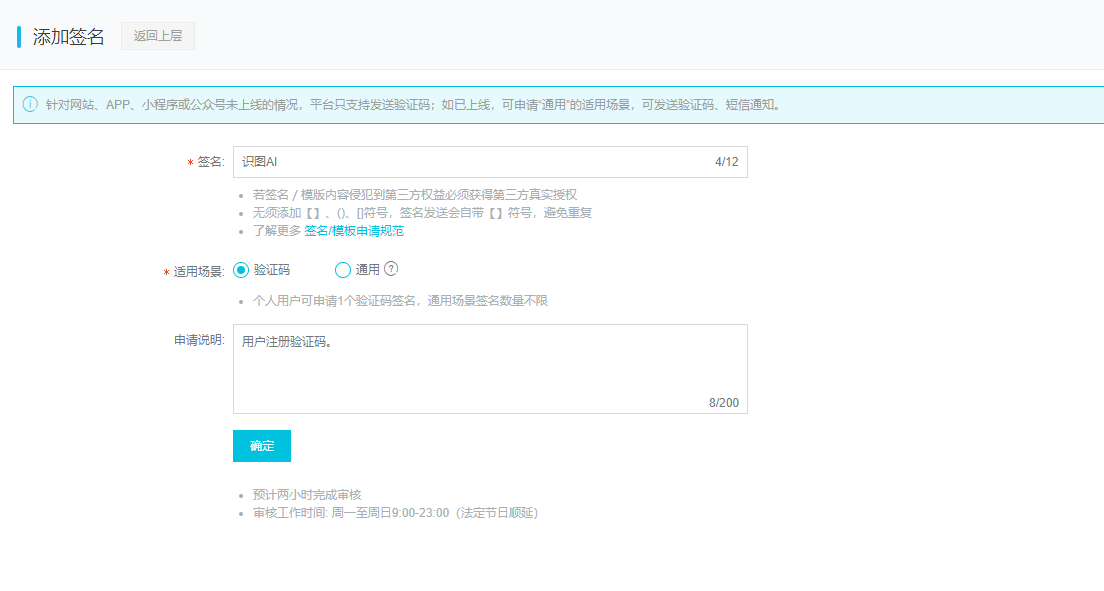 添加签名 返回上层
针对网站、APP、小程序或公众号未上线的情况，平台只支持发送验证码；如已上线，可申请“通用”的适用场景，可发送验证码、短信通知。
* 签名: 识图AI 4/12
若签名 / 模版内容侵犯到第三方权益必须获得第三方真实授权
无须添加【】、()、[]符号，签名发送会自带【】符号，避免重复
了解更多 签名/模板申请规范
* 适用场景: 验证码 通用 ?
个人用户可申请1个验证码签名，通用场景签名数量不限
申请说明: 用户注册验证码。
8/200
确定
预计两小时完成审核
审核工作时间: 周一至周日9:00-23:00（法定节日顺延）